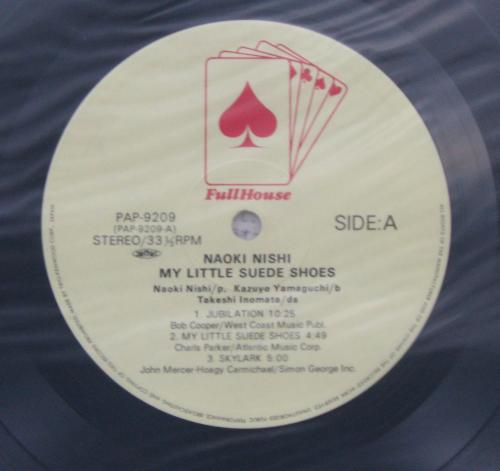 FullHouse
PAP-9209
(PAP-9209-A)
STEREO/33⅓RPM
SIDE:A
NAOKI NISHI
MY LITTLE SUEDE SHOES
Naoki Nishi/p. Kazuyo Yamaguchi/b
Takeshi Inomata/ds
1. JUBILATION 10:25
Bob Cooper/West Coast Music Publ.
2. MY LITTLE SUEDE SHOES 4:49
Charls Parker/Atlantic Music Corp.
3. SKYLARK 5:00
John Mercer-Hoagy Carmichael/Simon George Inc.